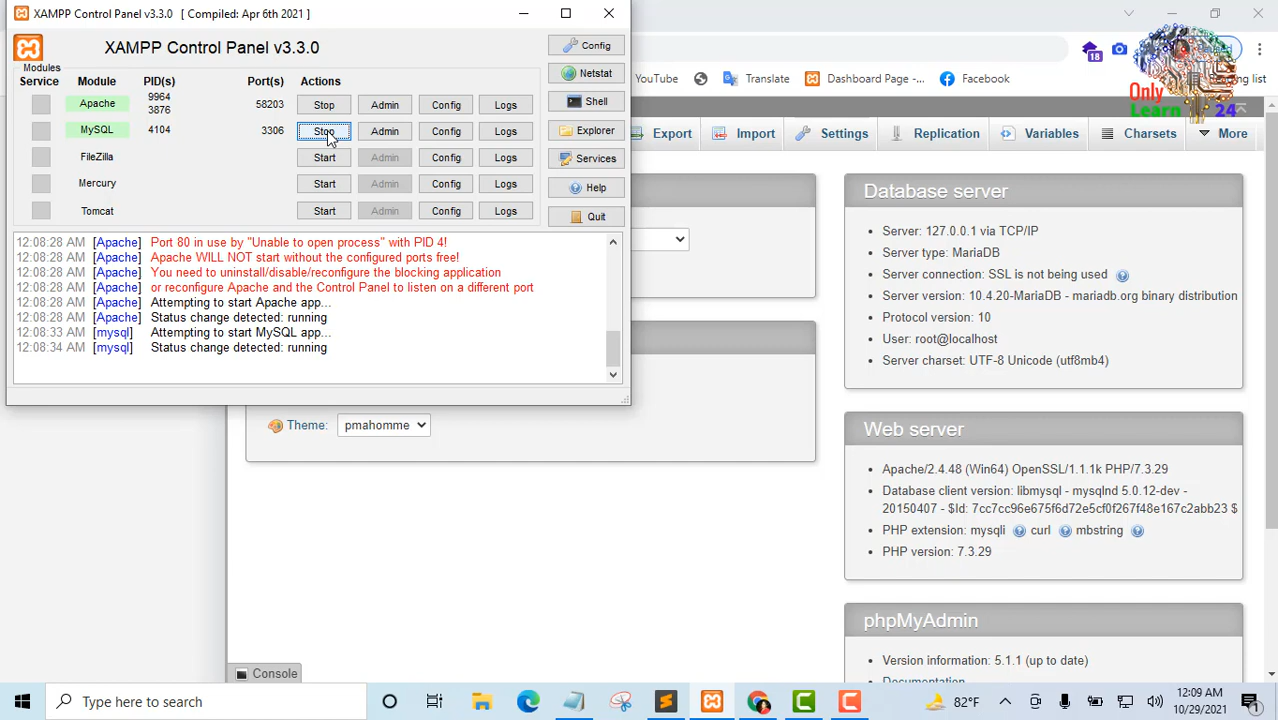 XAMPP Control Panel v3.3.0 [ Compiled: Apr 6th 2021 ]
XAMPP Control Panel v3.3.0
Config
Modules
Service Module PID(s) Port(s) Actions
Netstat
Apache 9964 3876 58203 Stop Admin Config Logs
Shell
MySQL 4104 3306 Stop Admin Config Logs
Explorer
FileZilla Start Admin Config Logs
Services
Mercury Start Admin Config Logs
Help
Tomcat Start Admin Config Logs
Quit
12:08:28 AM [Apache] Port 80 in use by "Unable to open process" with PID 4!
12:08:28 AM [Apache] Apache WILL NOT start without the configured ports free!
12:08:28 AM [Apache] You need to uninstall/disable/reconfigure the blocking application
12:08:28 AM [Apache] or reconfigure Apache and the Control Panel to listen on a different port
12:08:28 AM [Apache] Attempting to start Apache app...
12:08:28 AM [Apache] Status change detected: running
12:08:33 AM [mysql] Attempting to start MySQL app...
12:08:34 AM [mysql] Status change detected: running
18
YouTube Translate Dashboard Page -... Facebook
Only
Learn 24
Export Import Settings Replication Variables Charsets More
Database server
Server: 127.0.0.1 via TCP/IP
Server type: MariaDB
Server connection: SSL is not being used
Server version: 10.4.20-MariaDB - mariadb.org binary distribution
Protocol version: 10
User: root@localhost
Server charset: UTF-8 Unicode (utf8mb4)
Theme: pmahomme
Web server
Apache/2.4.48 (Win64) OpenSSL/1.1.1k PHP/7.3.29
Database client version: libmysql - mysqlnd 5.0.12-dev -
20150407 - $Id: 7cc7cc96e675f6d72e5cf0f267f48e167c2abb23 $
PHP extension: mysqli curl mbstring
PHP version: 7.3.29
phpMyAdmin
Version information: 5.1.1 (up to date)
Documentation
Console
Type here to search
82°F
12:09 AM
10/29/2021
1